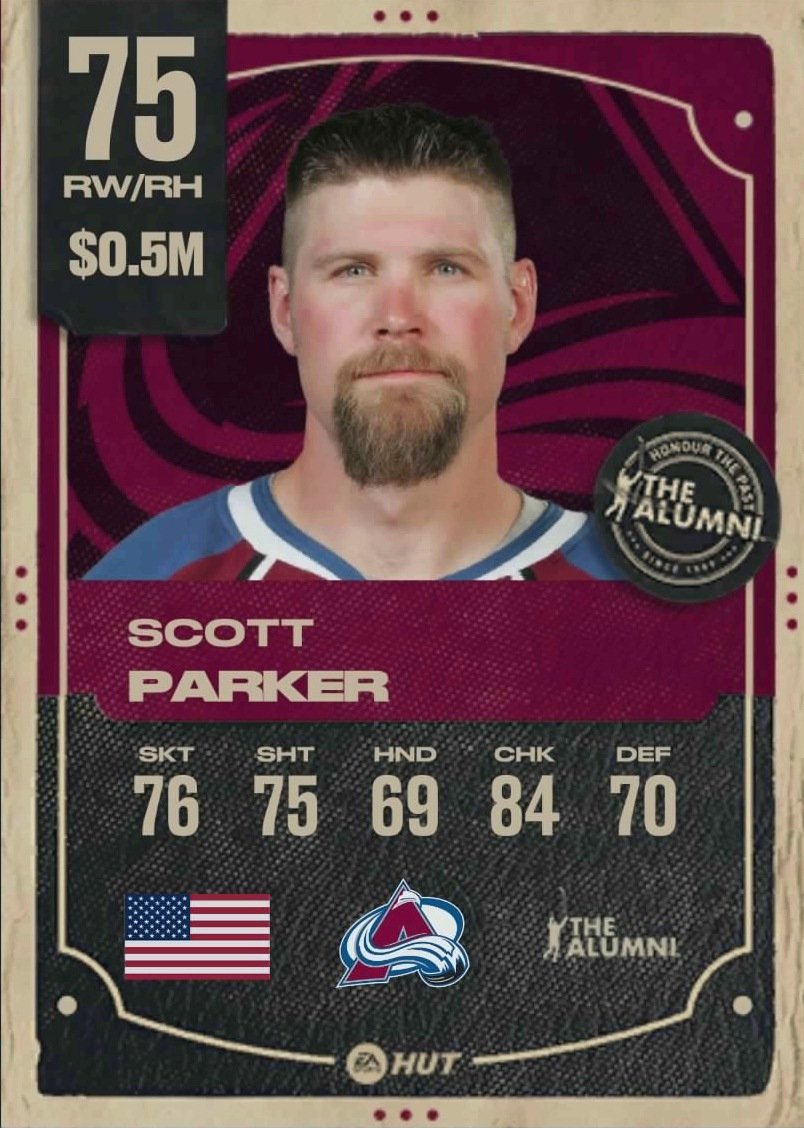 75
RW/RH
$0.5M
HONOUR THE PAST
THE
ALUMNI
SCOTT
PARKER
SKT SHT HND CHK DEF
76 75 69 84 70
A
THE
ALUMNI
EA
HUT